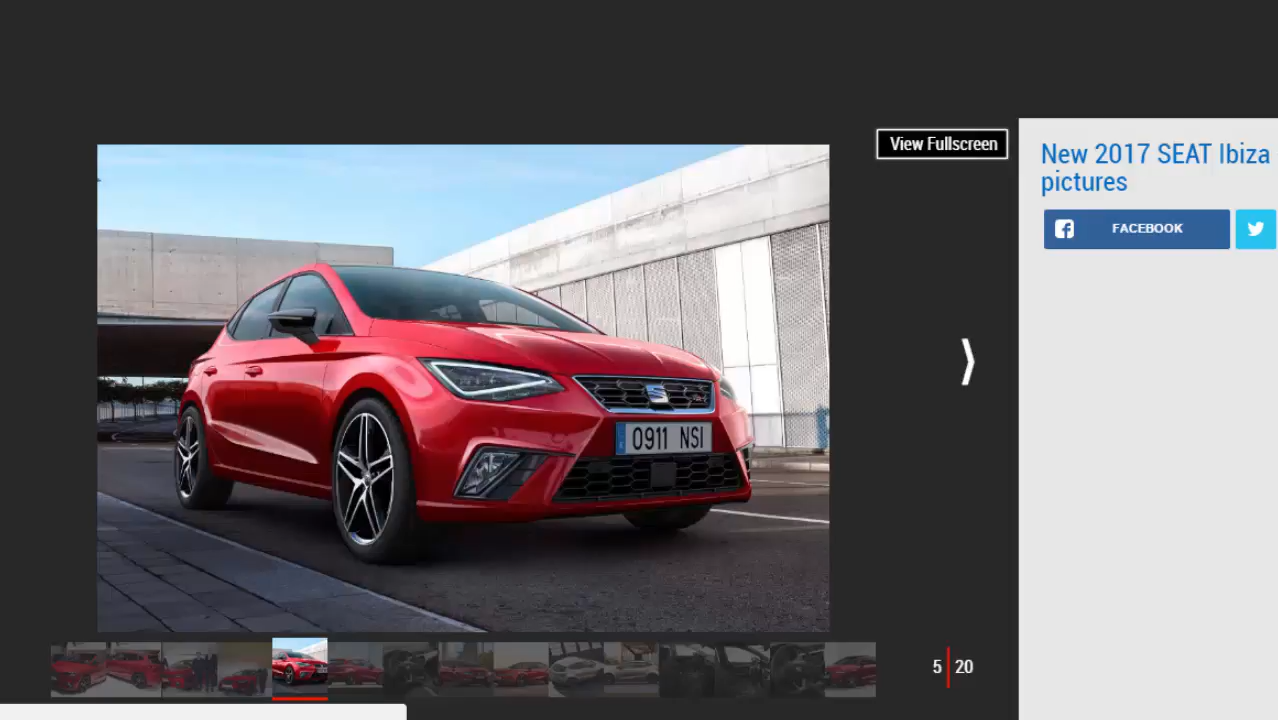 View Fullscreen
New 2017 SEAT Ibiza
pictures
FACEBOOK
0911 NSI
5 20